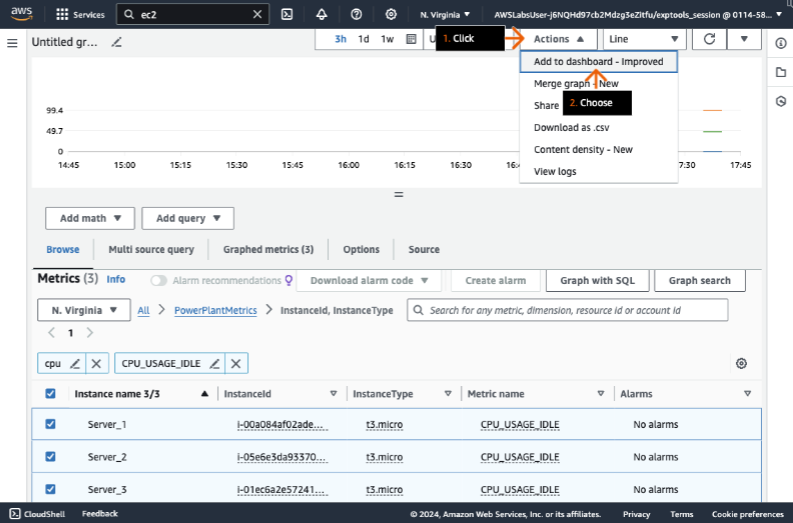 aws Services ec2 N. Virginia AWSLabsUser-j6NQHd97cb2Mdzg3eZitfu/exptools_session @ 0114-58...
Untitled gr... 3h 1d 1w 1. Click Actions Line
Add to dashboard - Improved
Merge graph - New
Share 2. Choose
Download as .csv
Content density - New
View logs
99.4
49.7
0
14:45 15:00 15:15 15:30 15:45 16:00 16:15 16:30 16: 7:30 17:45
Add math Add query
Browse Multi source query Graphed metrics (3) Options Source
Metrics (3) Info Alarm recommendations Download alarm code Create alarm Graph with SQL Graph search
N. Virginia All PowerPlantMetrics InstanceId, InstanceType Search for any metric, dimension, resource id or account id
1
cpu CPU_USAGE_IDLE
Instance name 3/3 InstanceId InstanceType Metric name Alarms
Server_1 i-00a084af02ade... t3.micro CPU_USAGE_IDLE No alarms
Server_2 i-05e6e3da93370... t3.micro CPU_USAGE_IDLE No alarms
Server_3 i-01ec6a2e57241... t3.micro CPU_USAGE_IDLE No alarms
CloudShell Feedback © 2024, Amazon Web Services, Inc. or its affiliates. Privacy Terms Cookie preferences